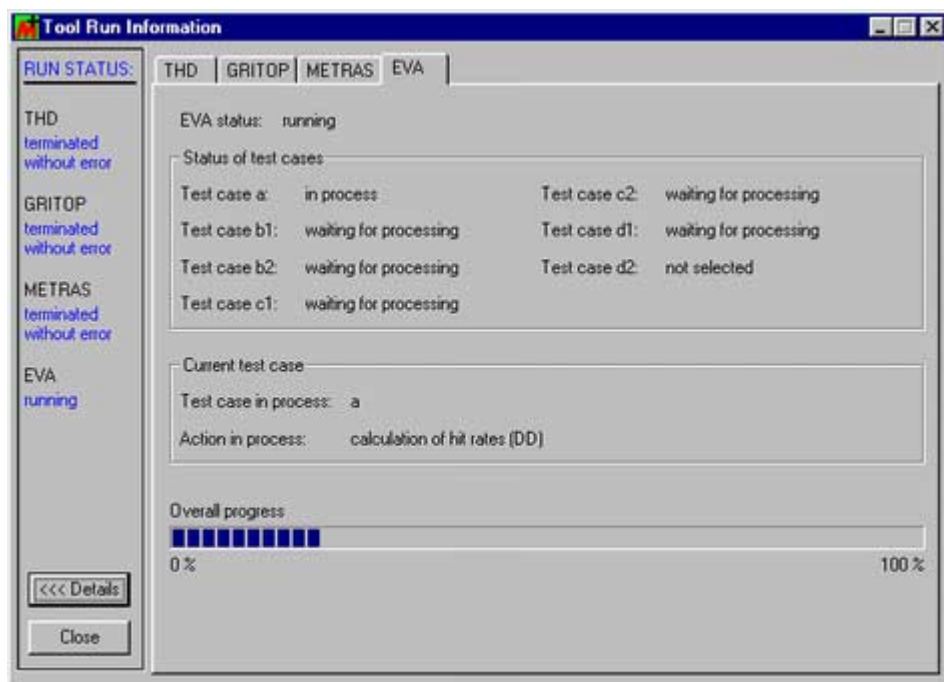 Tool Run Information
RUN STATUS:
THD
terminated
without error
GRITOP
terminated
without error
METRAS
terminated
without error
EVA
running
<<< Details
Close
THD GRITOP METRAS EVA
EVA status: running
Status of test cases
Test case a: in process Test case c2: waiting for processing
Test case b1: waiting for processing Test case d1: waiting for processing
Test case b2: waiting for processing Test case d2: not selected
Test case c1: waiting for processing
Current test case
Test case in process: a
Action in process: calculation of hit rates (DD)
Overall progress
0 % 100 %